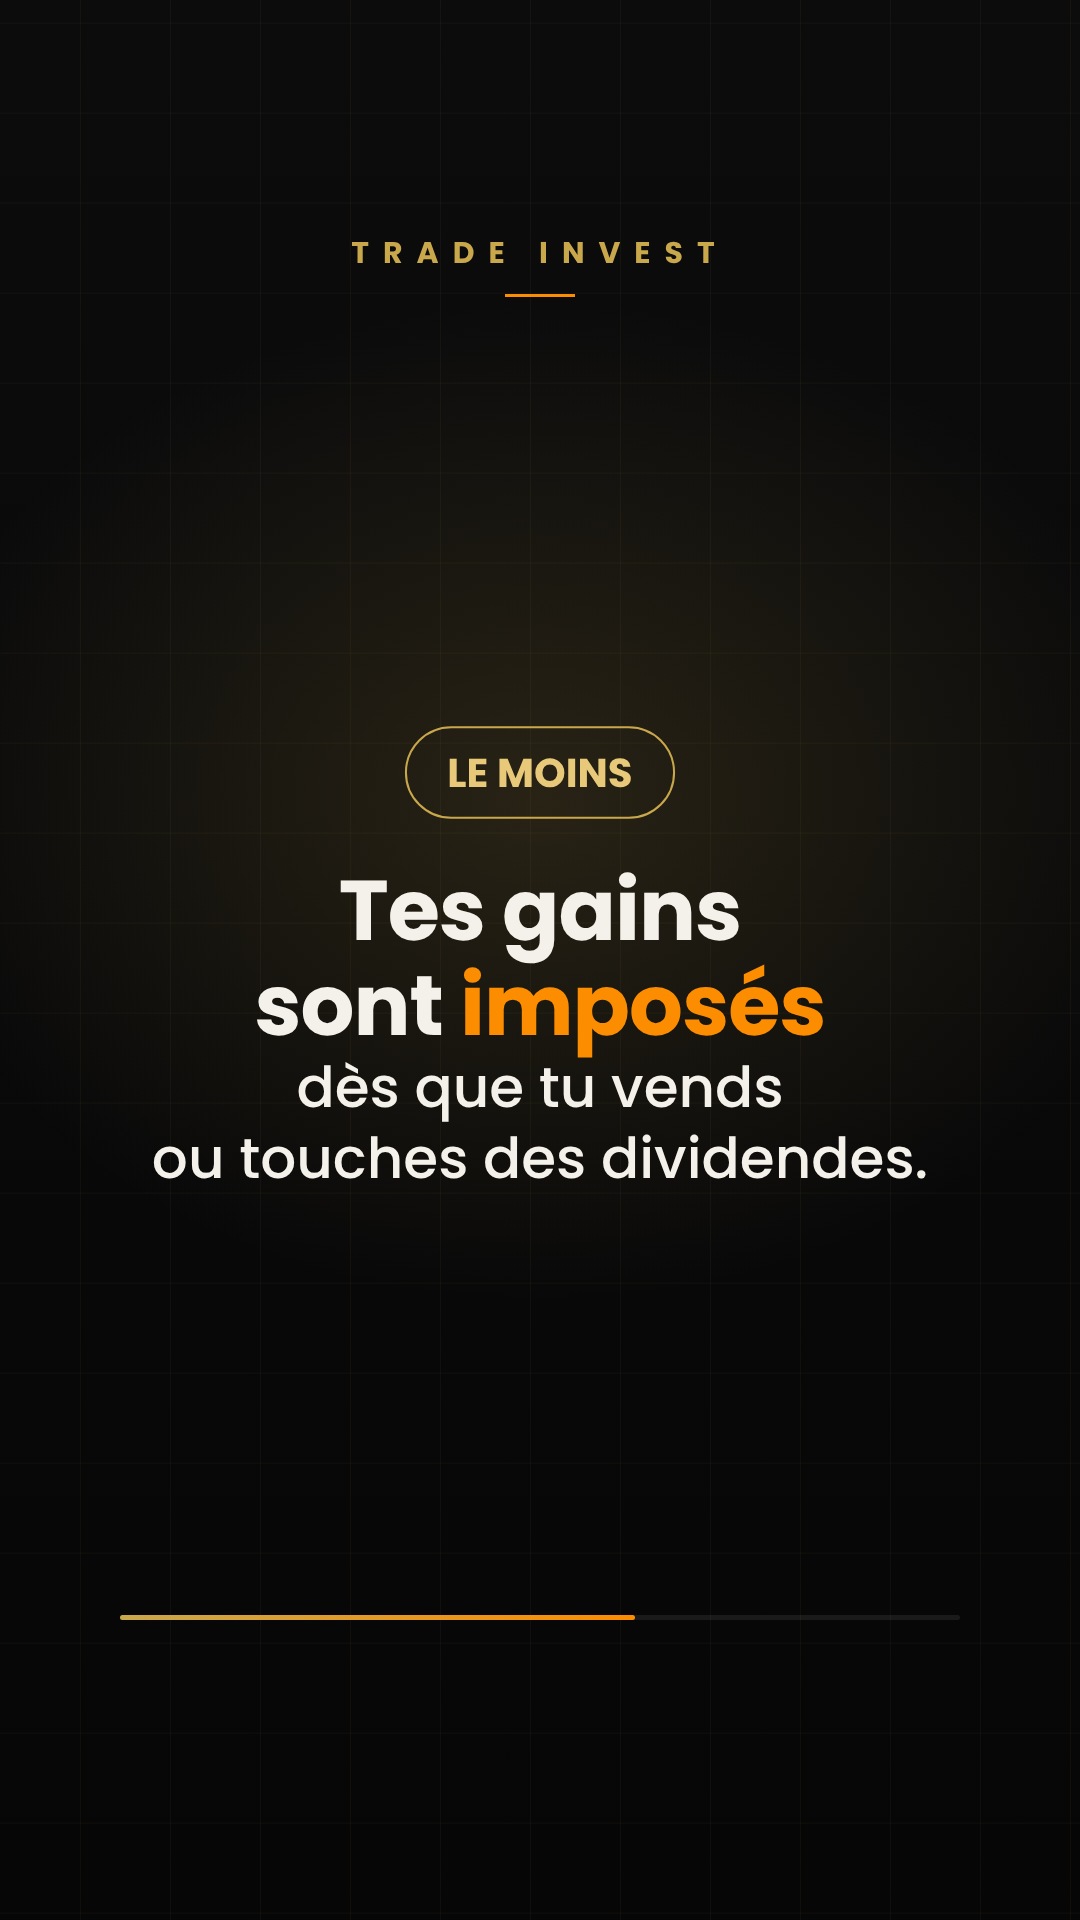 TRADE INVEST
LE MOINS
Tes gains
sont imposés
dès que tu vends
ou touches des dividendes.